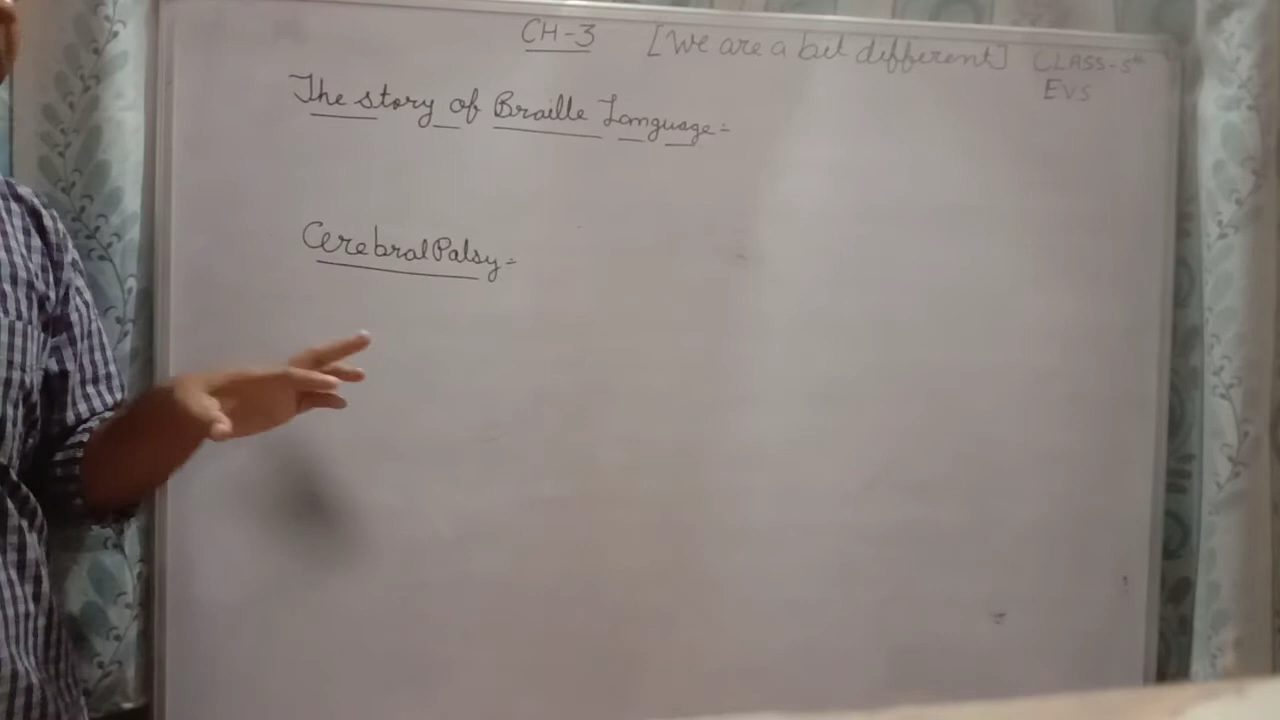 CH-3 [We are a bit different] CLASS-5th
EVS
The story of Braille Language:-
Cerebral Palsy:-